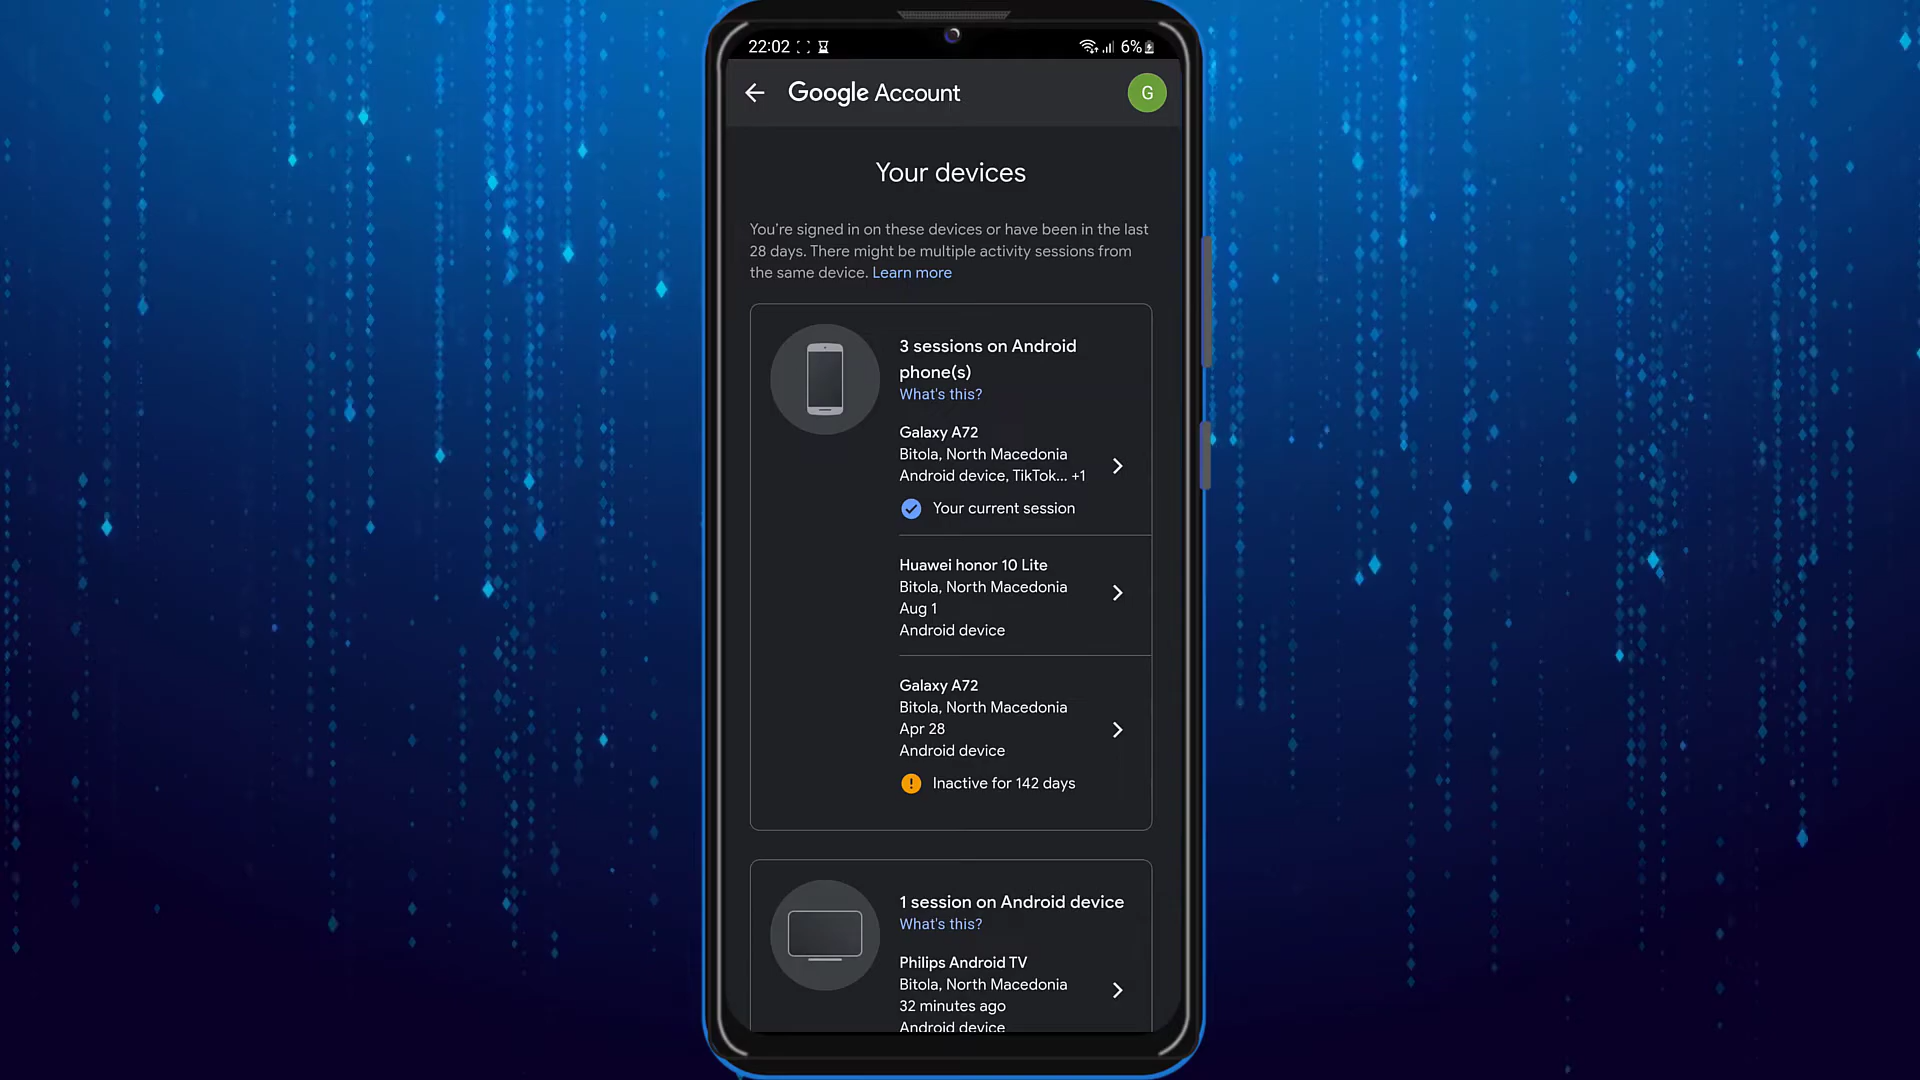 22:02
6%
Google Account
G
Your devices
You're signed in on these devices or have been in the last
28 days. There might be multiple activity sessions from
the same device. Learn more
3 sessions on Android
phone(s)
What's this?
Galaxy A72
Bitola, North Macedonia
Android device, TikTok... +1
Your current session
Huawei honor 10 Lite
Bitola, North Macedonia
Aug 1
Android device
Galaxy A72
Bitola, North Macedonia
Apr 28
Android device
Inactive for 142 days
1 session on Android device
What's this?
Philips Android TV
Bitola, North Macedonia
32 minutes ago
Android device